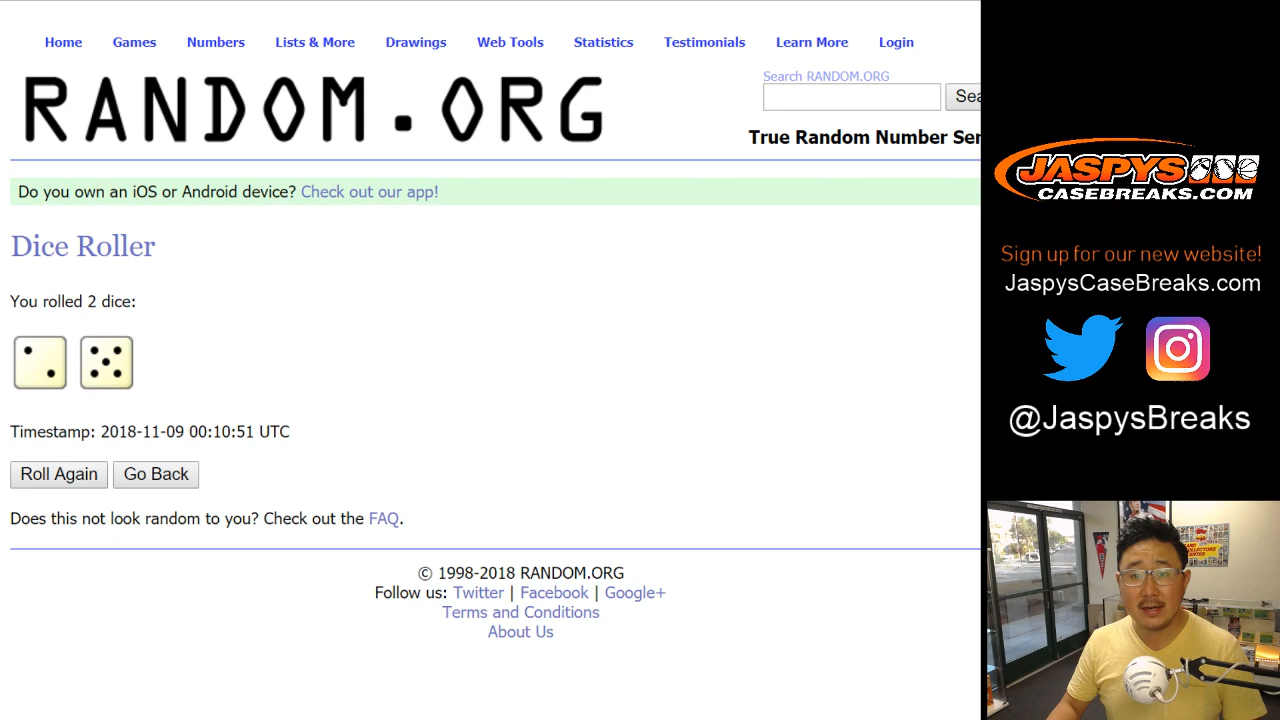 Home Games Numbers Lists & More Drawings Web Tools Statistics Testimonials Learn More Login
RANDOM.ORG
Search RANDOM.ORG
Sea
True Random Number Ser
Do you own an iOS or Android device? Check out our app!
Dice Roller
You rolled 2 dice:
Timestamp: 2018-11-09 00:10:51 UTC
Roll Again Go Back
Does this not look random to you? Check out the FAQ.
© 1998-2018 RANDOM.ORG
Follow us: Twitter | Facebook | Google+
Terms and Conditions
About Us
JASPYS
CASEBREAKS.COM
Sign up for our new website!
JaspysCaseBreaks.com
@JaspysBreaks